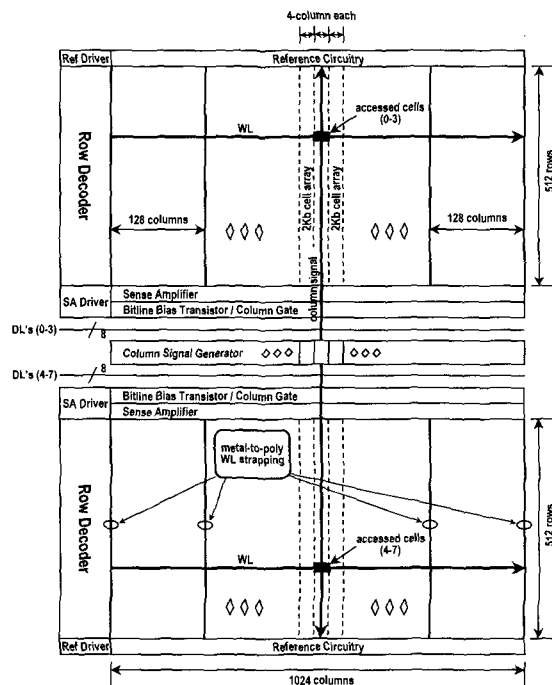 4-column each
Ref Driver
Reference Circuitry
accessed cells
(0-3)
WL
Row Decoder
2Kb cell array
2Kb cell array
512 rows
128 columns
128 columns
column signal
SA Driver
Sense Amplifier
Bitline Bias Transistor / Column Gate
DL's (0-3)
8
Column Signal Generator
DL's (4-7)
8
SA Driver
Bitline Bias Transistor / Column Gate
Sense Amplifier
metal-to-poly
WL strapping
Row Decoder
512 rows
WL
accessed cells
(4-7)
Ref Driver
Reference Circuitry
1024 columns